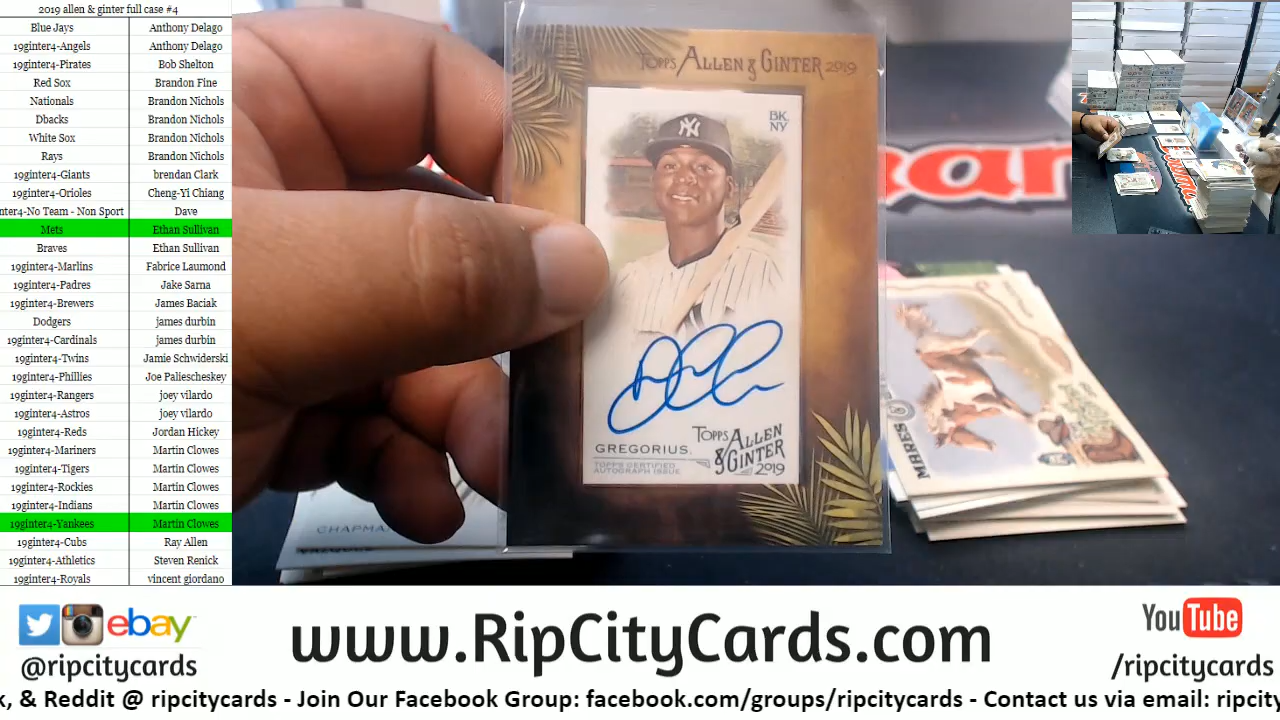 2019 allen & ginter full case #4
Blue Jays Anthony Delago
19ginter4-Angels Anthony Delago
19ginter4-Pirates Bob Shelton
Red Sox Brandon Fine
Nationals Brandon Nichols
Dbacks Brandon Nichols
White Sox Brandon Nichols
Rays Brandon Nichols
19ginter4-Giants brendan Clark
19ginter4-Orioles Cheng-Yi Chiang
nter4-No Team - Non Sport Dave
Mets Ethan Sullivan
Braves Ethan Sullivan
19ginter4-Marlins Fabrice Laumond
19ginter4-Padres Jake Sarna
19ginter4-Brewers James Baciak
Dodgers james durbin
19ginter4-Cardinals james durbin
19ginter4-Twins Jamie Schwiderski
19ginter4-Phillies Joe Paliescheskey
19ginter4-Rangers joey vilardo
19ginter4-Astros joey vilardo
19ginter4-Reds Jordan Hickey
19ginter4-Mariners Martin Clowes
19ginter4-Tigers Martin Clowes
19ginter4-Rockies Martin Clowes
19ginter4-Indians Martin Clowes
19ginter4-Yankees Martin Clowes
19ginter4-Cubs Ray Allen
19ginter4-Athletics Steven Renick
19ginter4-Royals vincent giordano
TOPPS ALLEN & GINTER 2019
BK
NY
NY
GREGORIUS
TOPPS CERTIFIED
AUTOGRAPH ISSUE
TOPPS ALLEN & GINTER 2019
CHAPMA
MARES
ebay
@ripcitycards
www.RipCityCards.com
YouTube
/ripcitycards
k, & Reddit @ ripcitycards - Join Our Facebook Group: facebook.com/groups/ripcitycards - Contact us via email: ripcity